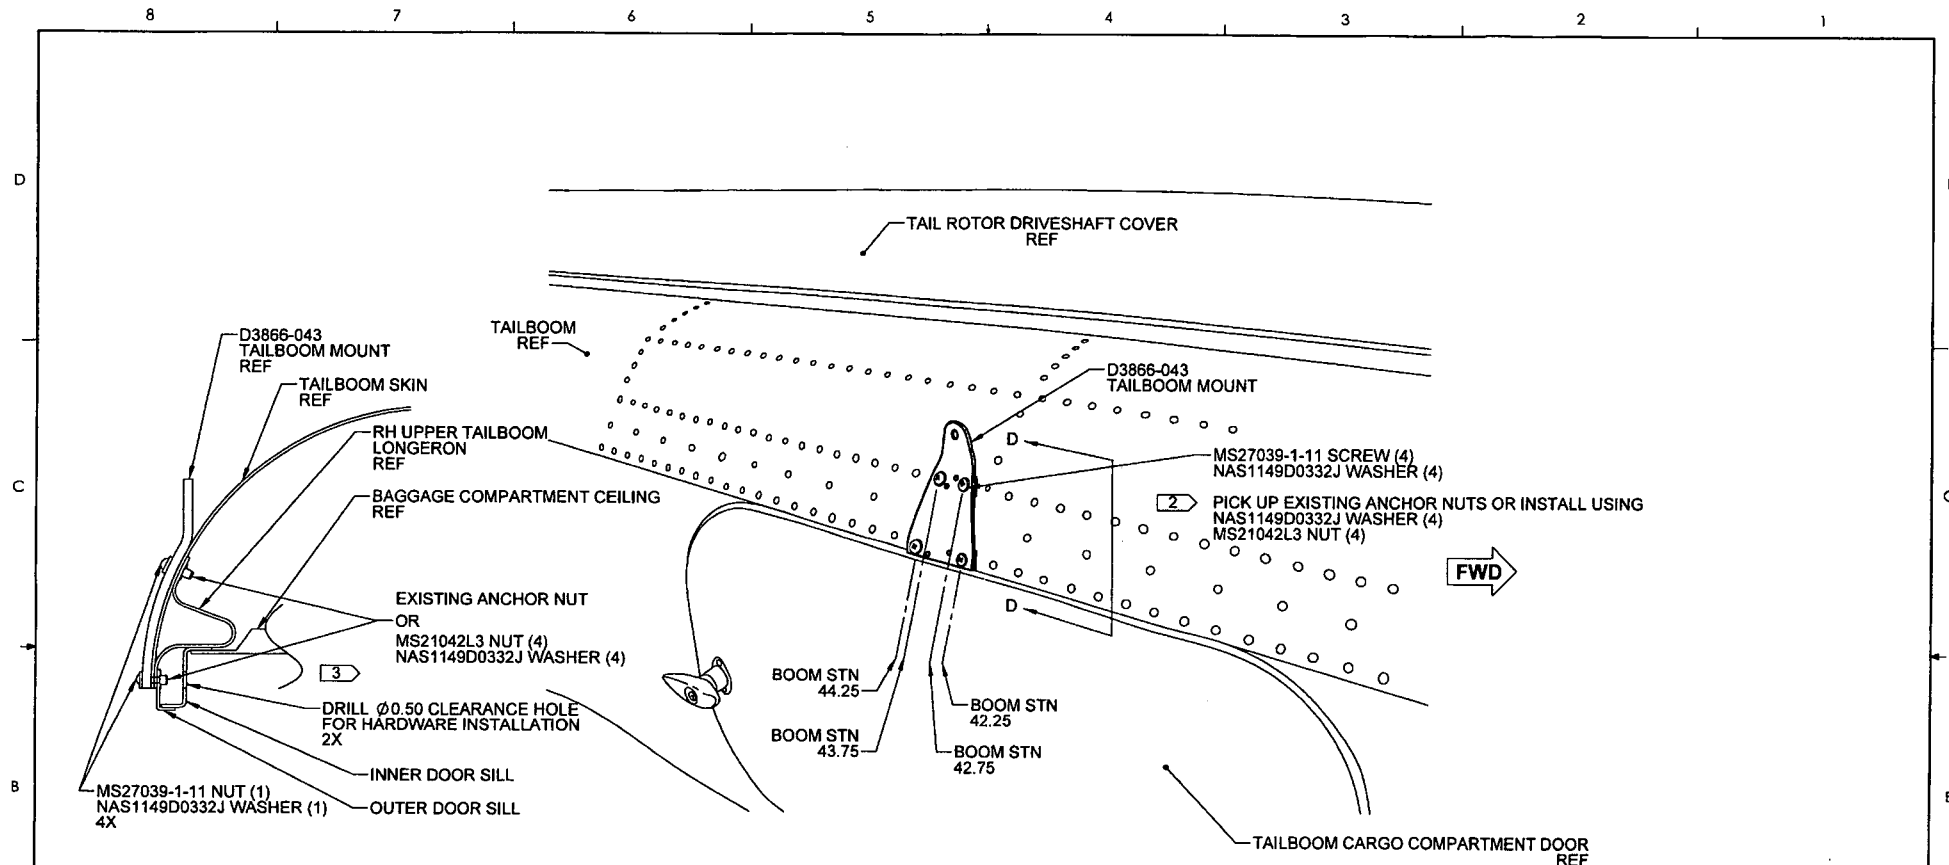 8 7 6 5 4 3 2 1
D
TAIL ROTOR DRIVESHAFT COVER
REF
D3866-043
TAILBOOM MOUNT
REF
TAILBOOM SKIN
REF
TAILBOOM
REF
D3866-043
TAILBOOM MOUNT
RH UPPER TAILBOOM
LONGERON
REF
D
MS27039-1-11 SCREW (4)
NAS1149D0332J WASHER (4)
C
BAGGAGE COMPARTMENT CEILING
REF
2
PICK UP EXISTING ANCHOR NUTS OR INSTALL USING
NAS1149D0332J WASHER (4)
MS21042L3 NUT (4)
FWD
EXISTING ANCHOR NUT
OR
MS21042L3 NUT (4)
NAS1149D0332J WASHER (4)
D
3
DRILL Ø0.50 CLEARANCE HOLE
FOR HARDWARE INSTALLATION
2X
BOOM STN
44.25
BOOM STN
42.25
BOOM STN
43.75
BOOM STN
42.75
INNER DOOR SILL
B
MS27039-1-11 NUT (1)
NAS1149D0332J WASHER (1)
4X
OUTER DOOR SILL
TAILBOOM CARGO COMPARTMENT DOOR
REF